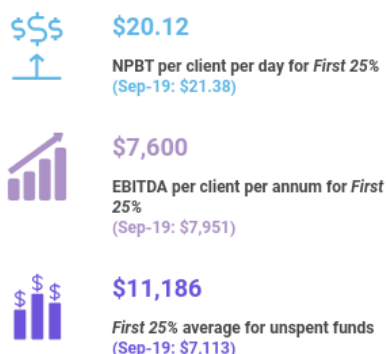 $$$
$20.12
NPBT per client per day for First 25%
(Sep-19: $21.38)
$7,600
EBITDA per client per annum for First
25%
(Sep-19: $7,951)
$$$
$11,186
First 25% average for unspent funds
(Sep-19: $7,113)